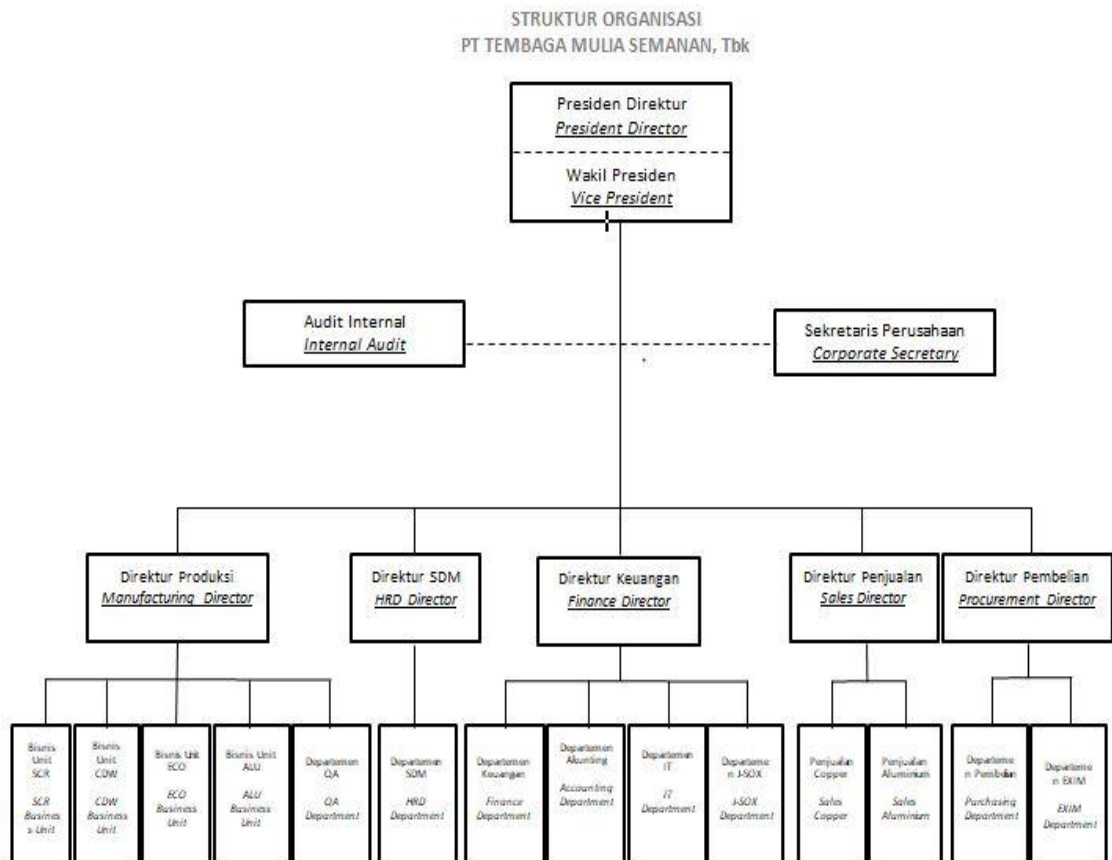 STRUKTUR ORGANISASI
PT TEMBAGA MULIA SEMANAN, Tbk
Presiden Direktur
President Director
Wakil Presiden
Vice President
Audit Internal
Internal Audit
Sekretaris Perusahaan
Corporate Secretary
Direktur Produksi
Manufacturing Director
Direktur SDM
HRD Director
Direktur Keuangan
Finance Director
Direktur Penjualan
Sales Director
Direktur Pembelian
Procurement Director
Bisnis
Unit
SCR
SCR
Busines
s Unit
Bisnis
Unit
CDW
CDW
Business
Unit
Bisnis Unit
ECO
ECO
Business
Unit
Bisnis Unit
ALU
ALU
Business
Unit
Departemen
QA
QA
Department
Departemen
SDM
HRD
Department
Departemen
Keuangan
Finance
Department
Departemen
Akunting
Accounting
Department
Departemen
IT
IT
Department
Departeme
n J-SOX
J-SOX
Department
Penjualan
Copper
Sales
Copper
Penjualan
Aluminium
Sales
Aluminium
Departeme
n Pembelian
Purchasing
Department
Departeme
n EXIM
EXIM
Department